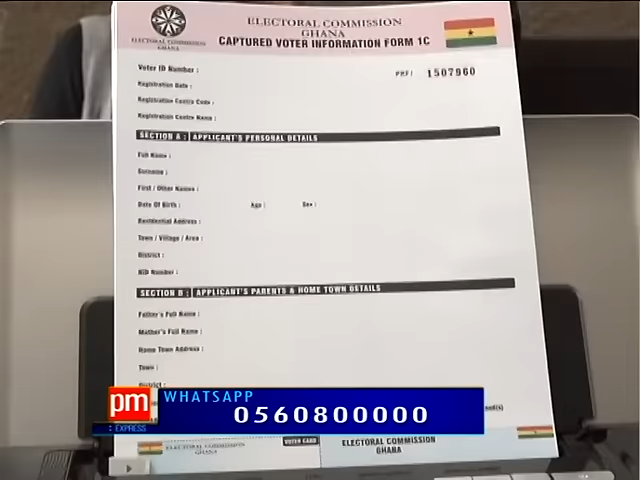 ELECTORAL COMMISSION
GHANA
CAPTURED VOTER INFORMATION FORM 1C
ELECTORAL COMMISSION
GHANA
Voter ID Number :
1507960
Registration Date :
Registration Centre Code :
Registration Centre Name :
SECTION A : APPLICANT'S PERSONAL DETAILS
Full Name :
Surname :
First / Other Names :
Date Of Birth : Age : Sex :
Residential Address :
Town / Village / Area :
District :
NID Number :
SECTION B : APPLICANT'S PARENTS & HOME TOWN DETAILS
Father's Full Name :
Mother's Full Name :
Home Town Address :
Town :
District :
pm
: EXPRESS
WHATSAPP
0560800000
ELECTORAL COMMISSION
GHANA
VOTER CARD
ELECTORAL COMMISSION
GHANA